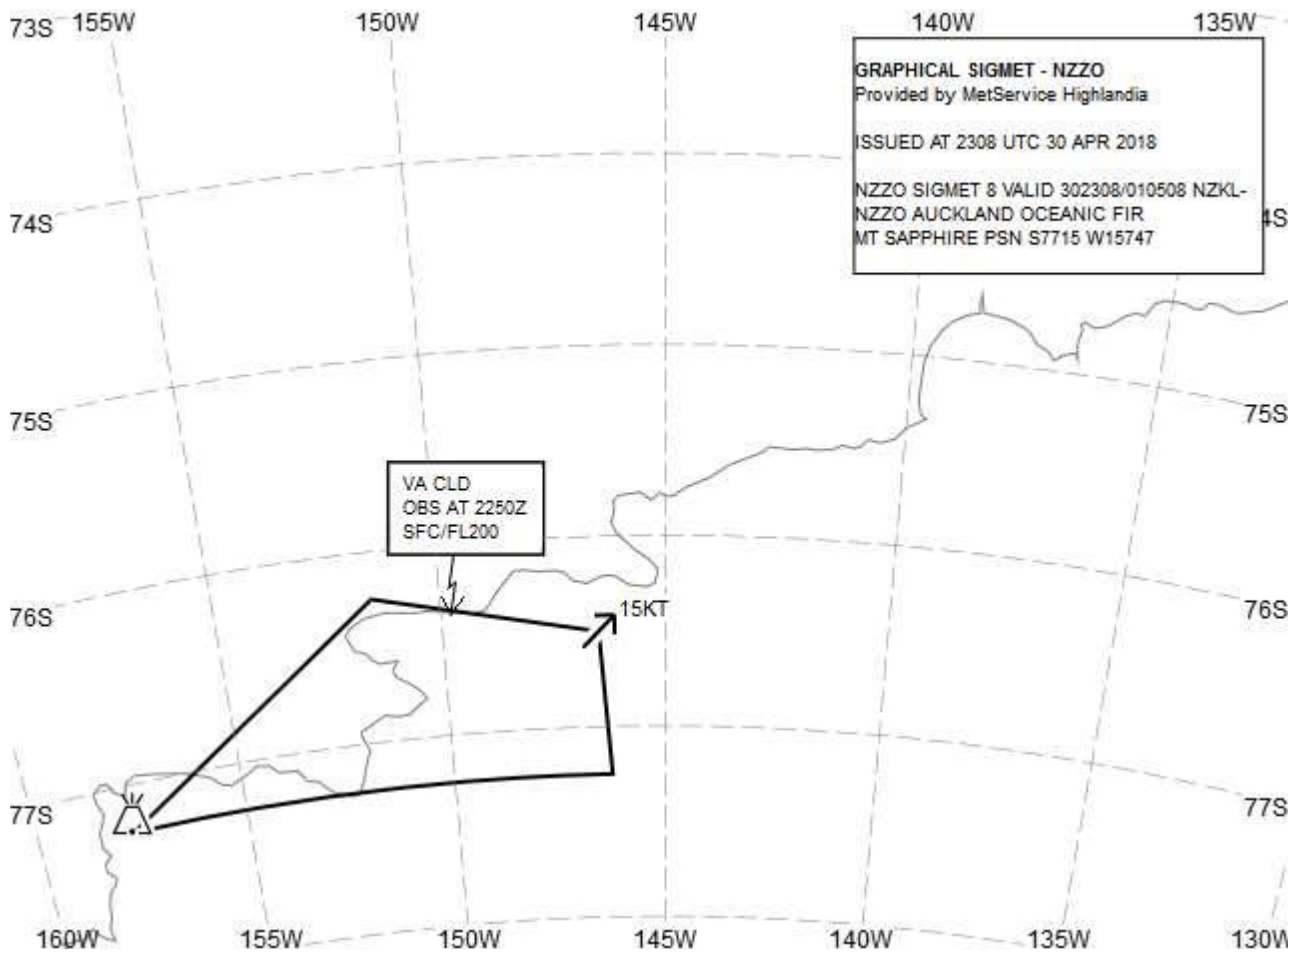 73S 155W 150W 145W 140W 135W
GRAPHICAL SIGMET - NZZO
Provided by MetService Highlandia
ISSUED AT 2308 UTC 30 APR 2018
NZZO SIGMET 8 VALID 302308/010508 NZKL-
NZZO AUCKLAND OCEANIC FIR
MT SAPPHIRE PSN S7715 W15747
74S 4S
75S 75S
VA CLD
OBS AT 2250Z
SFC/FL200
76S 15KT 76S
77S 77S
160W 155W 150W 145W 140W 135W 130W